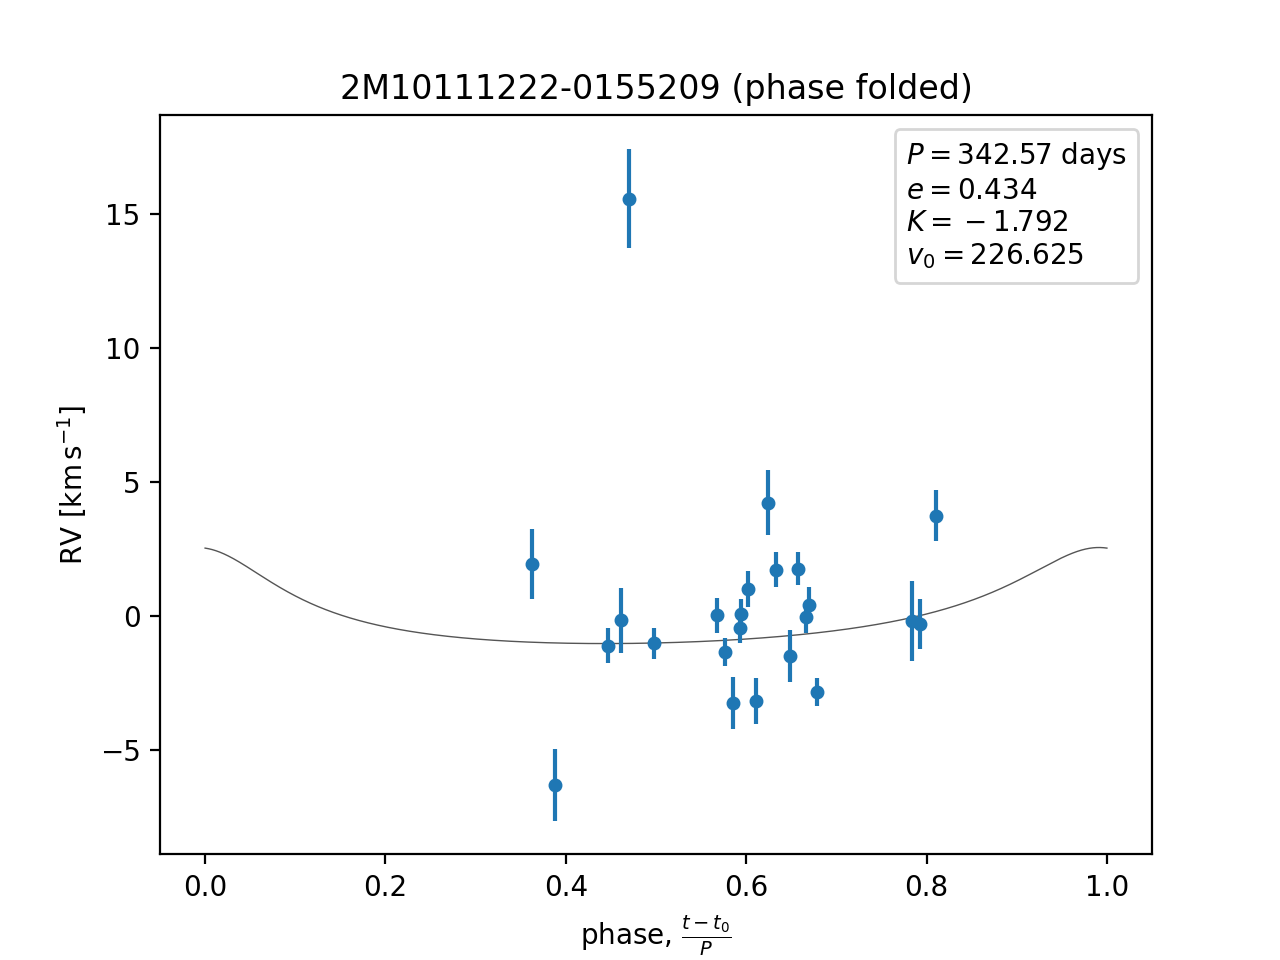 2M10111222-0155209 (phase folded)
P = 342.57 days
e = 0.434
K = −1.792
v₀ = 226.625
15
10
5
0
−5
RV [km s⁻¹]
0.0 0.2 0.4 0.6 0.8 1.0
phase, (t − t₀)/P